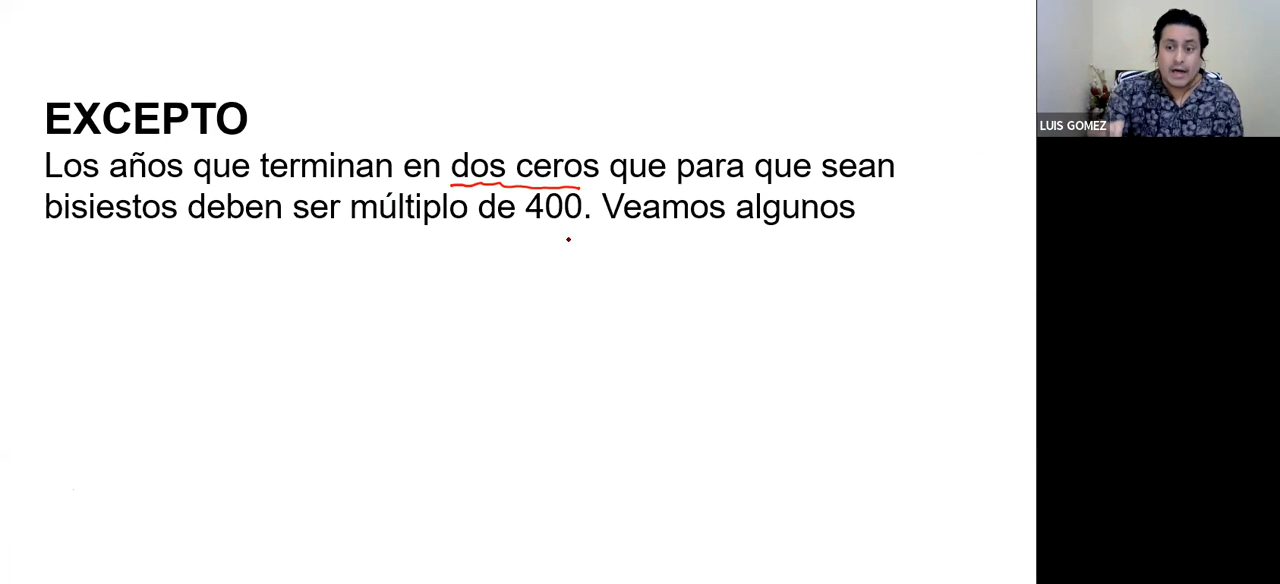 EXCEPTO
Los años que terminan en dos ceros que para que sean
bisiestos deben ser múltiplo de 400. Veamos algunos
LUIS GOMEZ